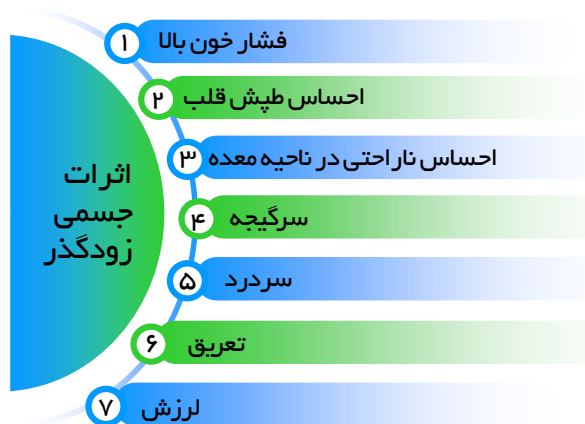 اثرات
جسمی
زودگذر
۱ فشار خون بالا
۲ احساس طپش قلب
۳ احساس ناراحتی در ناحیه معده
۴ سرگیجه
۵ سردرد
۶ تعریق
۷ لرزش